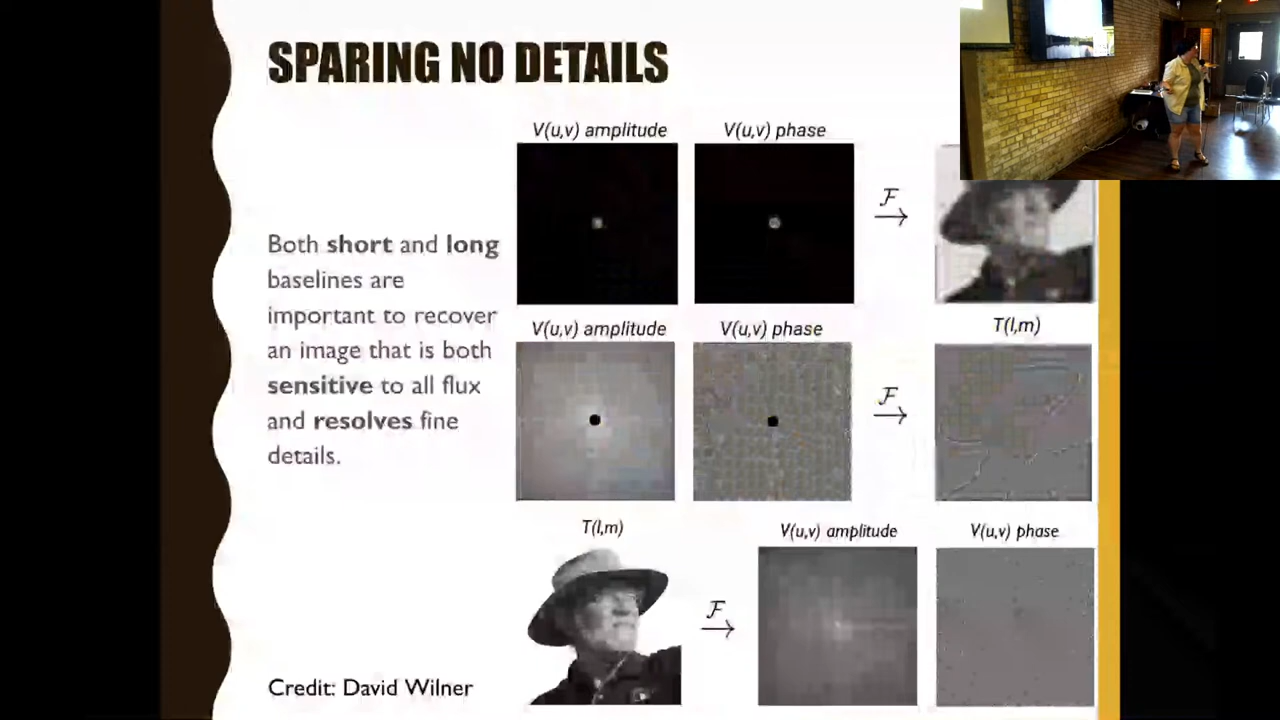 SPARING NO DETAILS
V(u,v) amplitude
V(u,v) phase
ℱ
→
Both short and long
baselines are
important to recover
an image that is both
sensitive to all flux
and resolves fine
details.
V(u,v) amplitude
V(u,v) phase
ℱ
→
T(l,m)
T(l,m)
ℱ
→
V(u,v) amplitude
V(u,v) phase
Credit: David Wilner